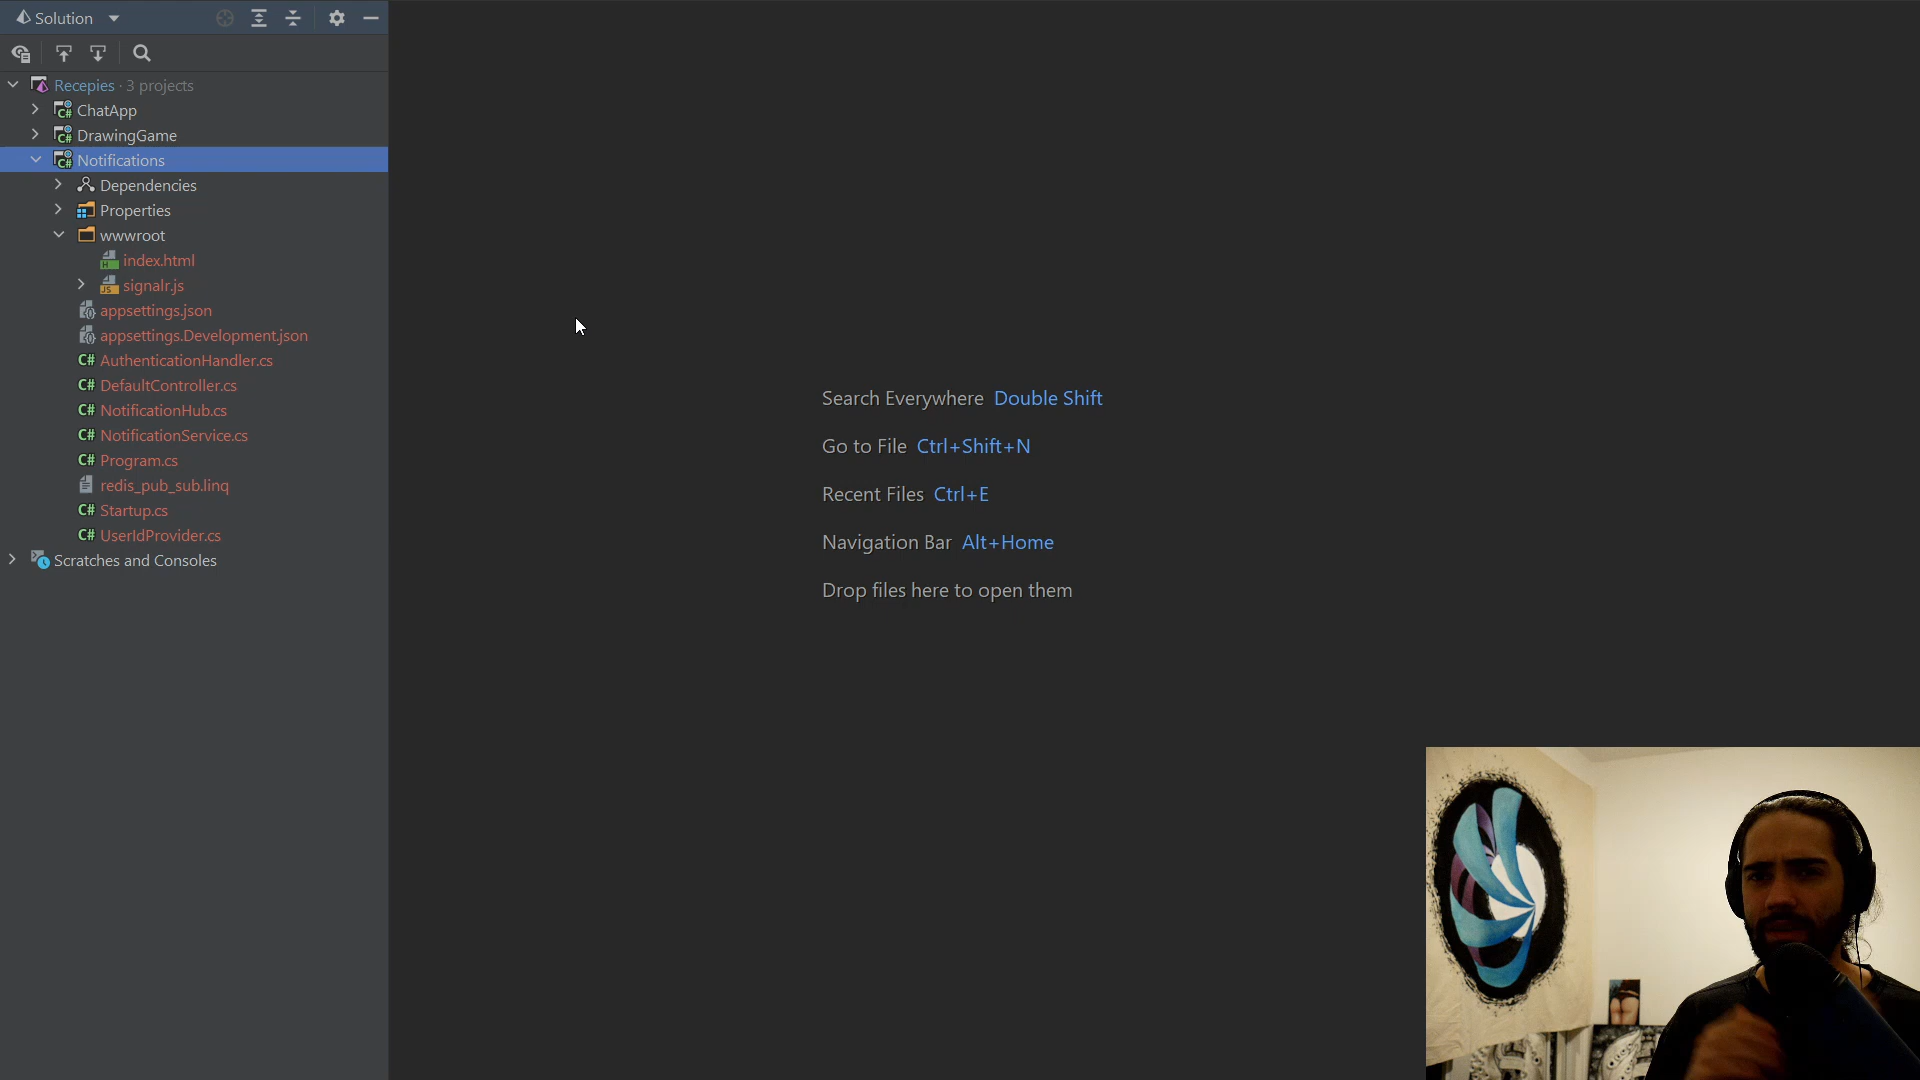 Solution
Recepies · 3 projects
ChatApp
DrawingGame
Notifications
Dependencies
Properties
wwwroot
index.html
signalr.js
appsettings.json
appsettings.Development.json
C# AuthenticationHandler.cs
C# DefaultController.cs
C# NotificationHub.cs
C# NotificationService.cs
C# Program.cs
redis_pub_sub.linq
C# Startup.cs
C# UserIdProvider.cs
Scratches and Consoles
Search Everywhere Double Shift
Go to File Ctrl+Shift+N
Recent Files Ctrl+E
Navigation Bar Alt+Home
Drop files here to open them